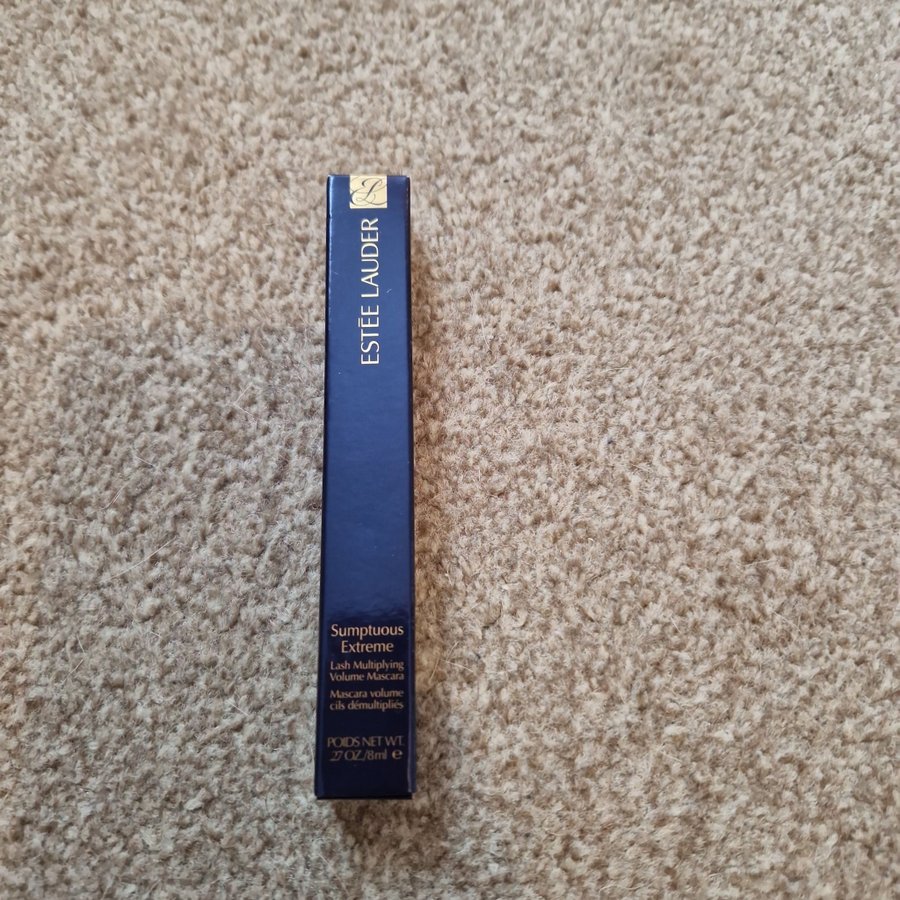 ESTĒE LAUDER
Sumptuous
Extreme
Lash Multiplying
Volume Mascara
Mascara volume
cils démultipliés
POIDS NET WT.
.27 OZ./8ml ℮